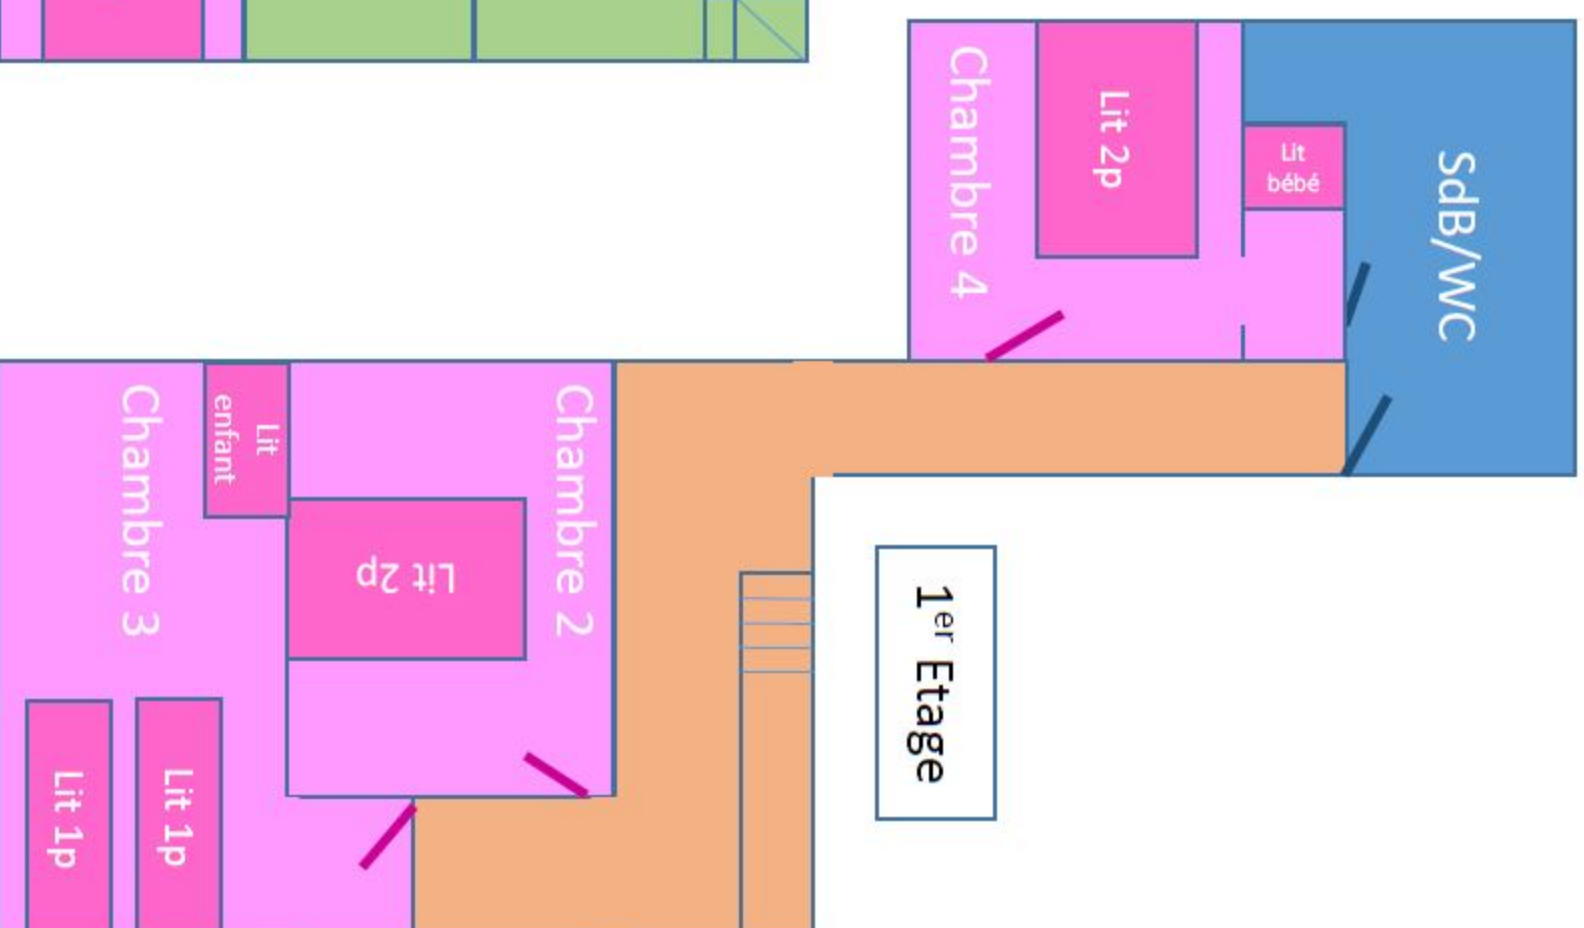 Chambre 4
Lit 2p
Lit
bébé
SdB/WC
Chambre 3
Lit
enfant
Chambre 2
Lit 2p
Lit 1p
Lit 1p
1er Etage